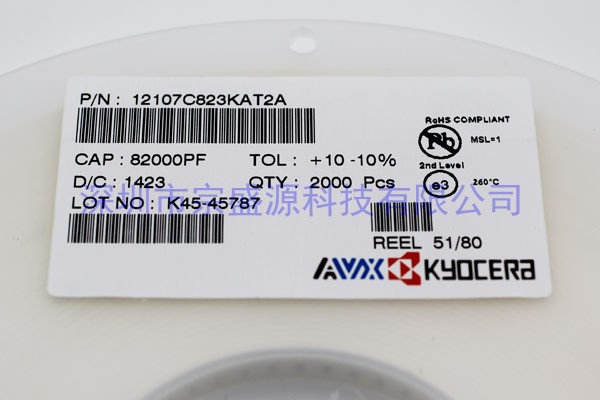 P/N : 12107C823KAT2A
RoHS COMPLIANT
Pb
MSL=1
2nd Level
CAP : 82000PF TOL : +10 -10%
D/C : 1423 QTY : 2000 Pcs
e3
260°C
深圳市宗盛源科技有限公司
LOT NO : K45-45787
REEL 51/80
AVX KYOCERA